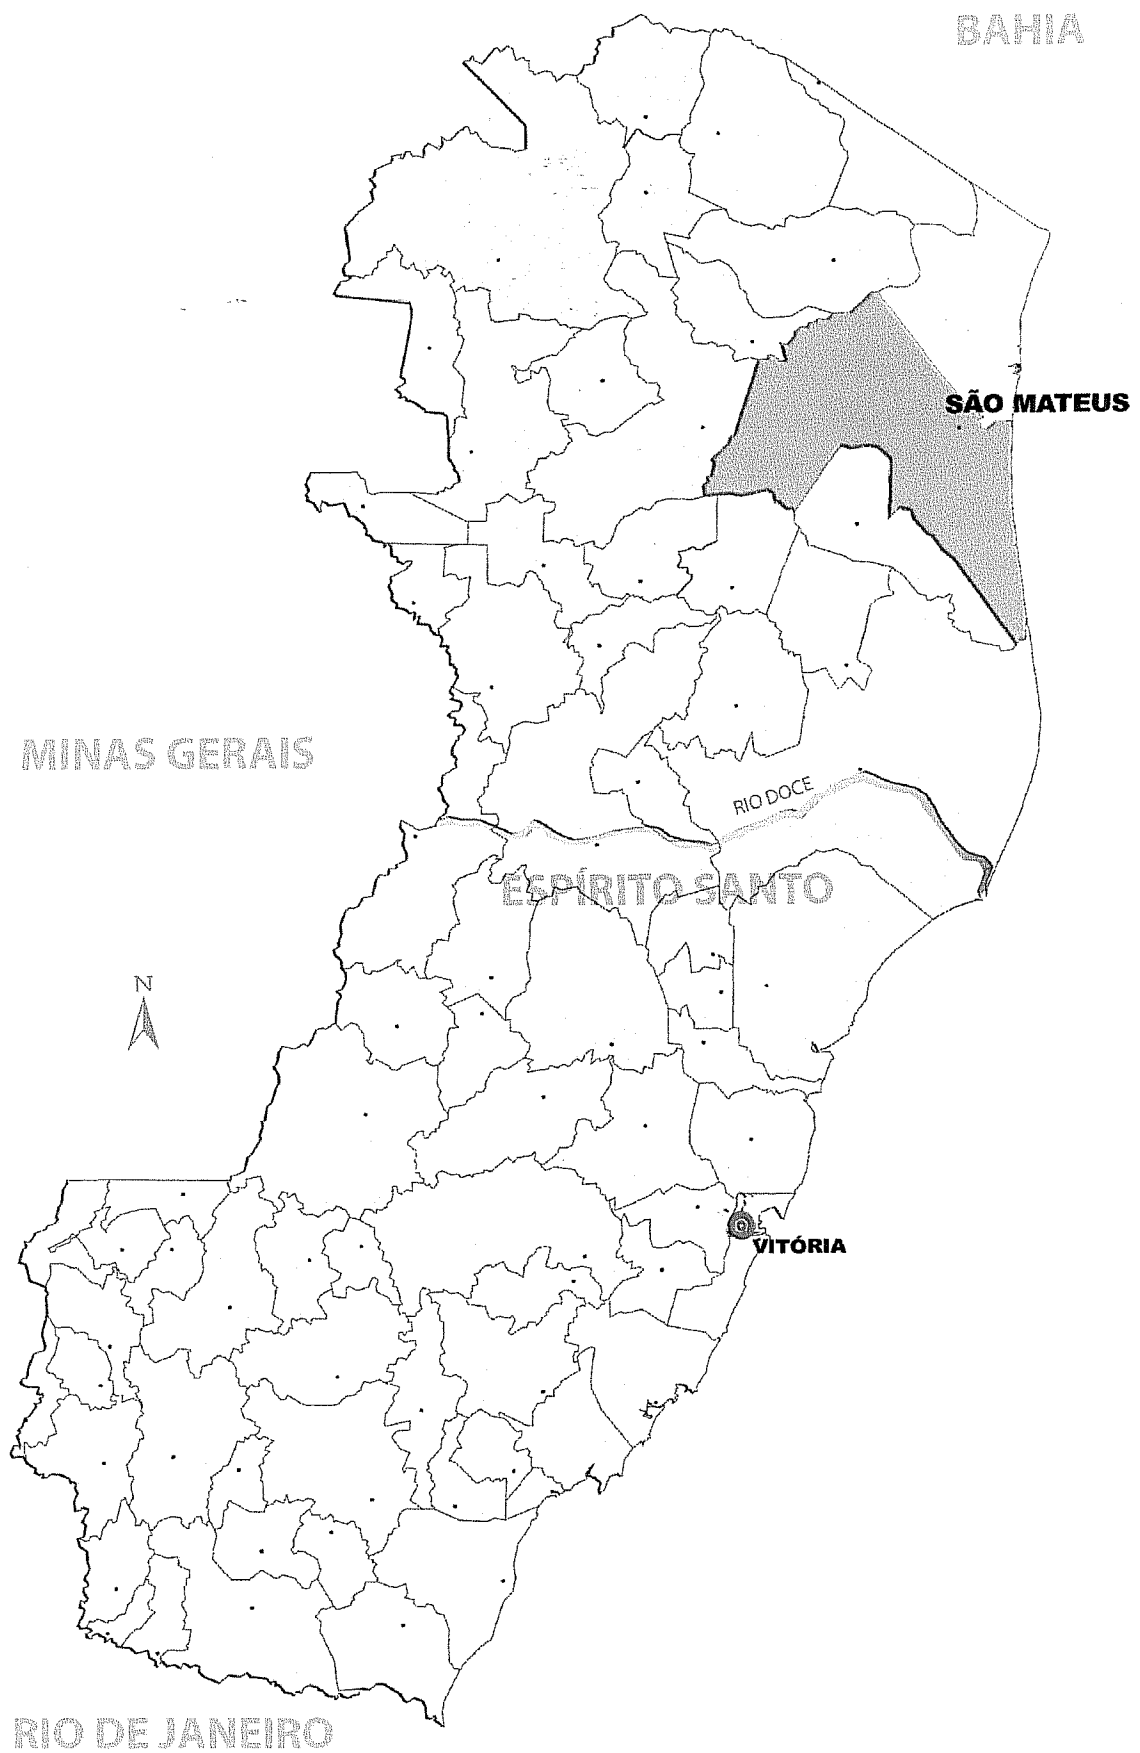 BAHIA
SÃO MATEUS
MINAS GERAIS
RIO DOCE
ESPÍRITO SANTO
N
VITÓRIA
RIO DE JANEIRO